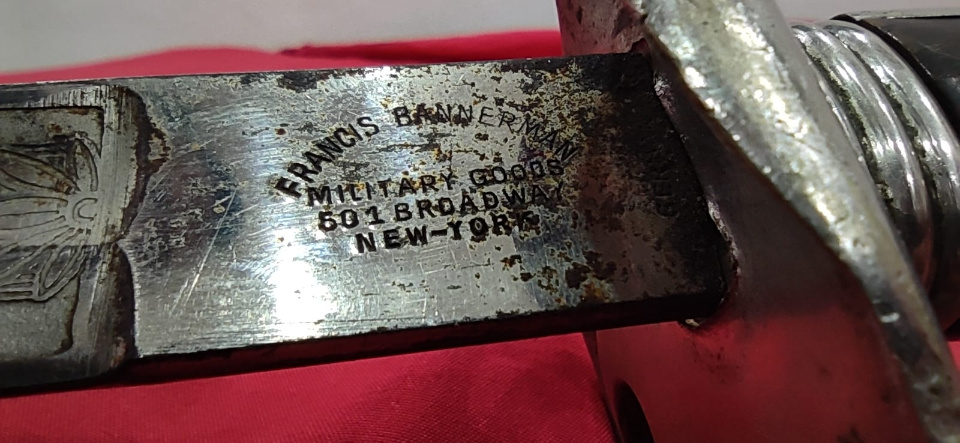 FRANCIS BANNERMAN
MILITARY GOODS
501 BROADWAY
NEW-YORK